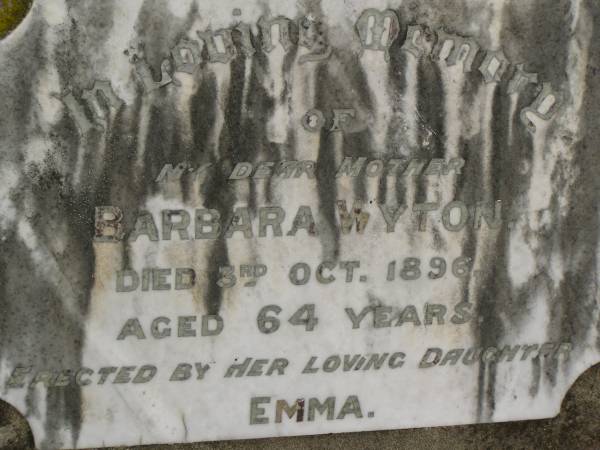 In Loving Memory
OF
MY DEAR MOTHER
BARBARA WYTON.
DIED 3RD OCT. 1896,
AGED 64 YEARS.
ERECTED BY HER LOVING DAUGHTER
EMMA.